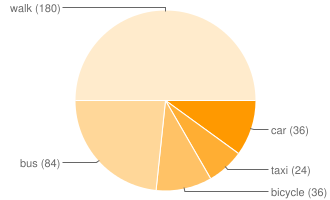 walk (180)
car (36)
taxi (24)
bus (84)
bicycle (36)